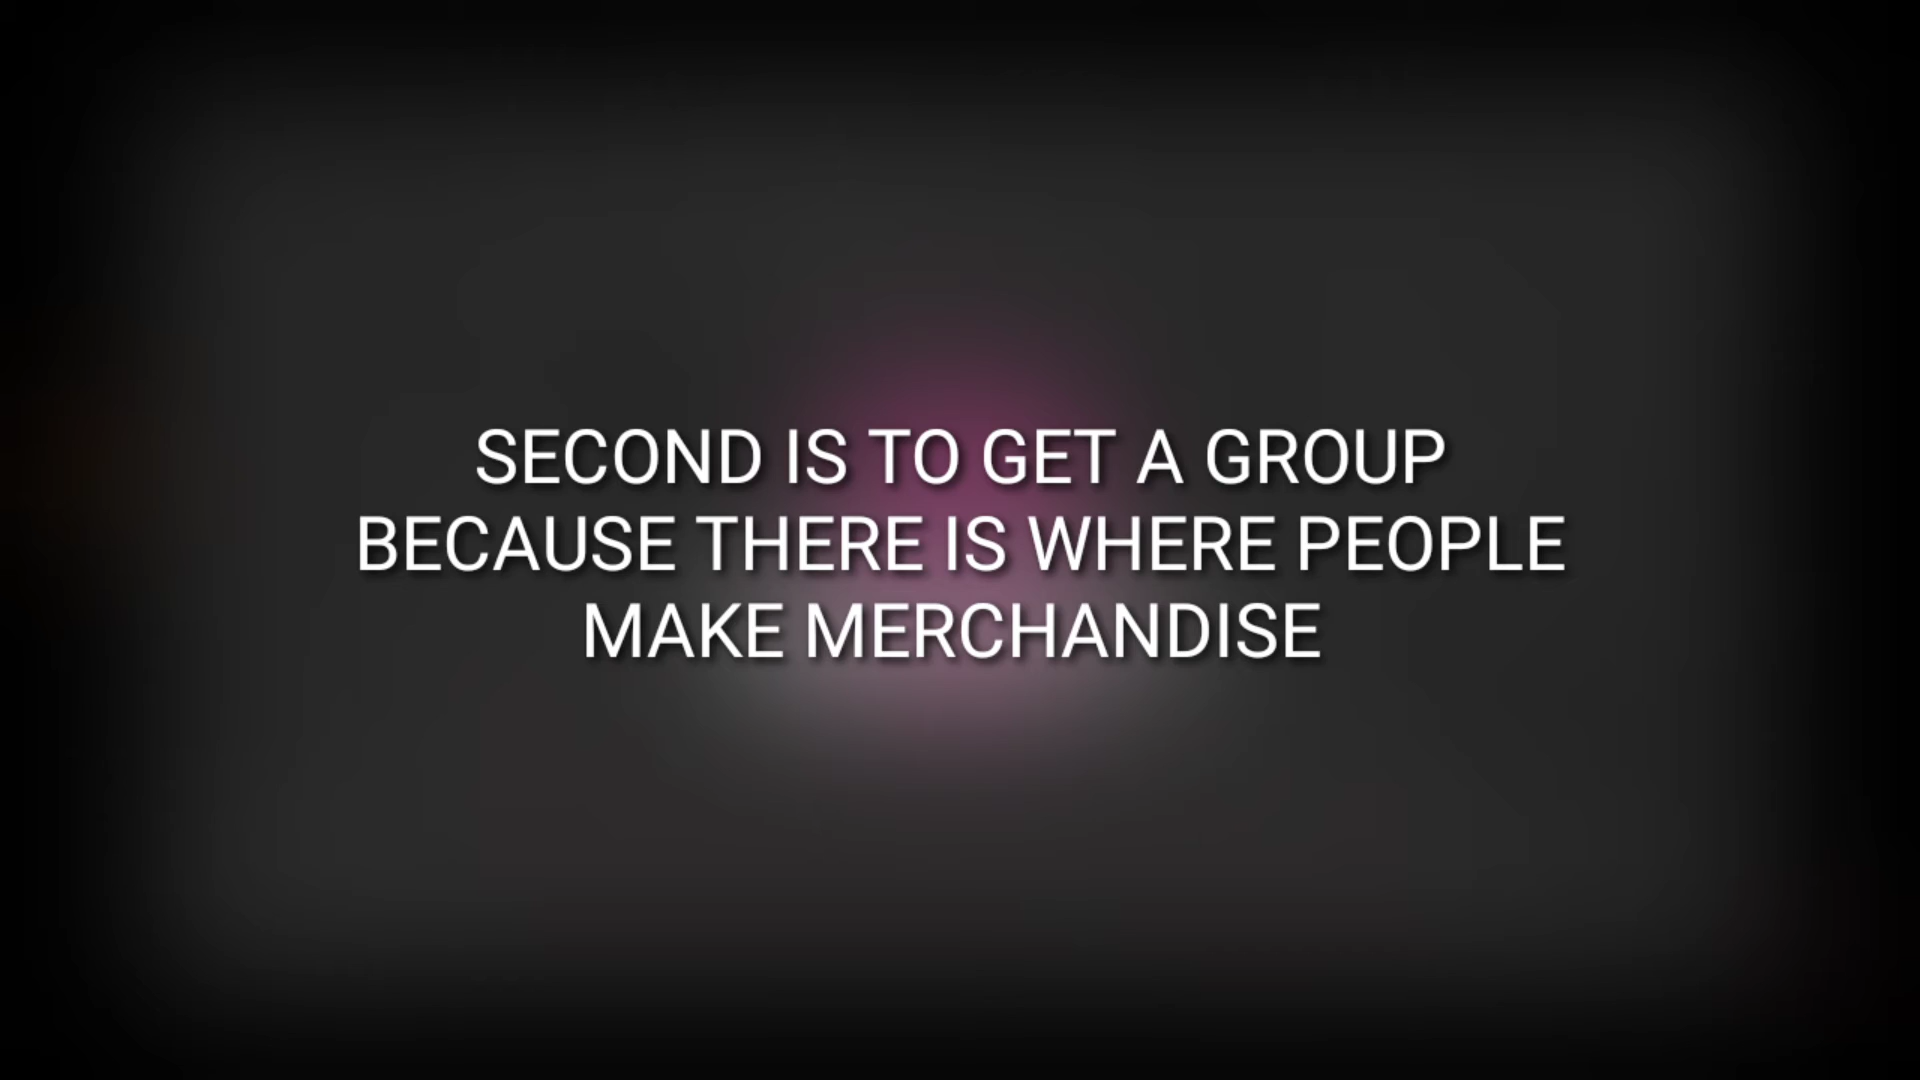 SECOND IS TO GET A GROUP
BECAUSE THERE IS WHERE PEOPLE
MAKE MERCHANDISE